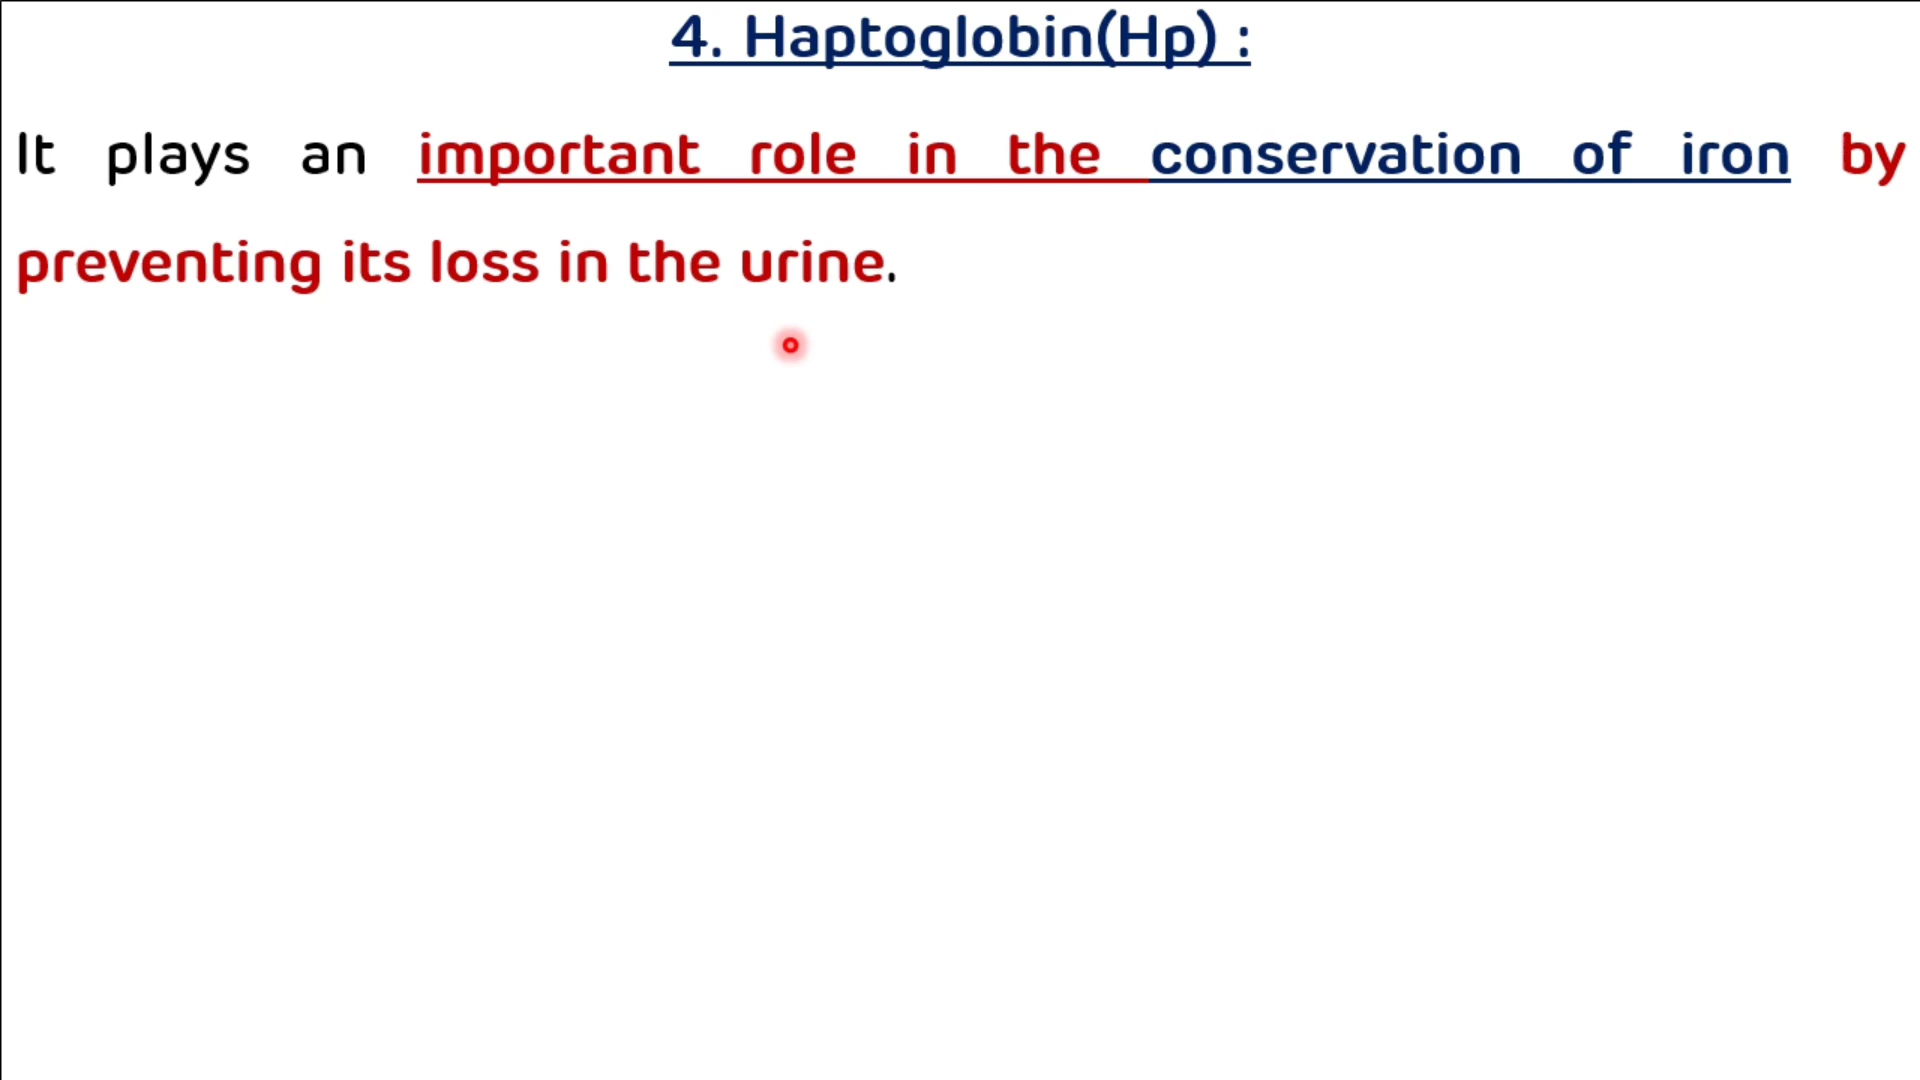 4. Haptoglobin(Hp) :
It plays an important role in the conservation of iron by
preventing its loss in the urine.